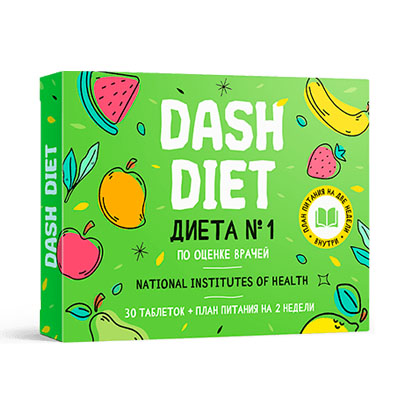 DASH DIET
DASH
DIET
ДИЕТА №1
ПО ОЦЕНКЕ ВРАЧЕЙ
NATIONAL INSTITUTES OF HEALTH
30 ТАБЛЕТОК + ПЛАН ПИТАНИЯ НА 2 НЕДЕЛИ
ПЛАН ПИТАНИЯ НА ДВЕ НЕДЕЛИ
ВНУТРИ